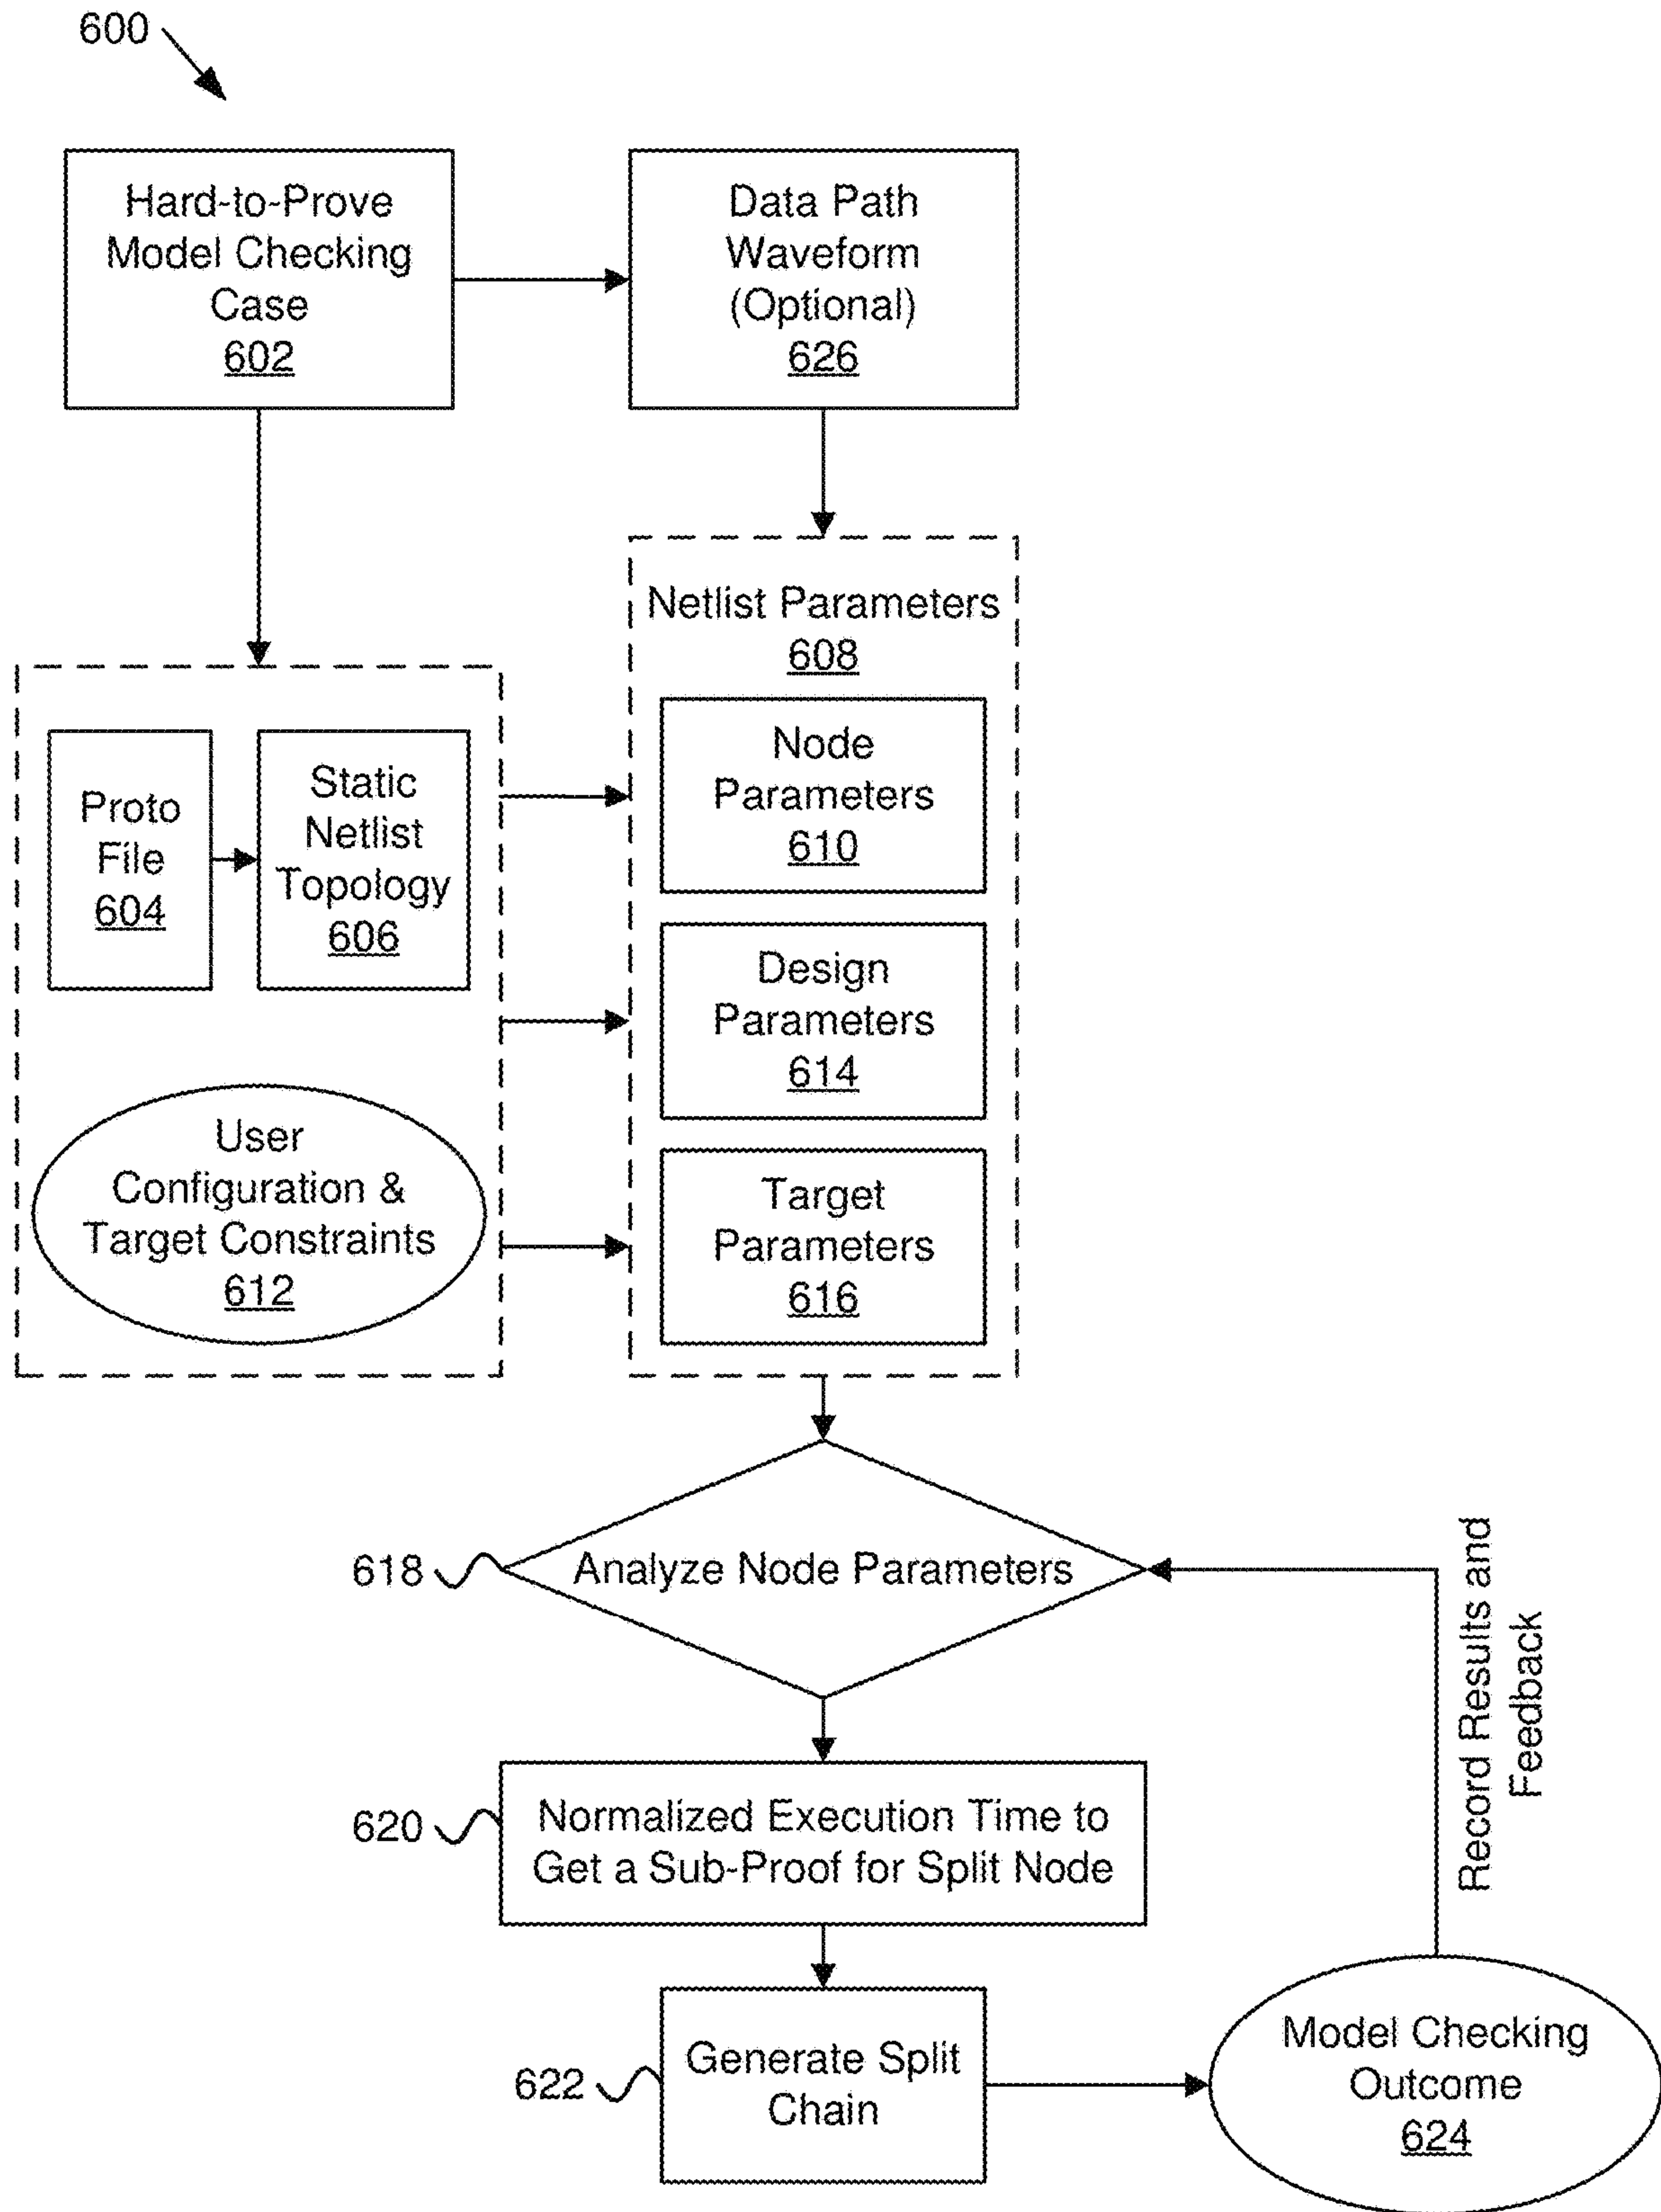 600
Hard-to-Prove
Model Checking
Case
602
Data Path
Waveform
(Optional)
626
Netlist Parameters
608
Proto
File
604
Static
Netlist
Topology
606
User
Configuration &
Target Constraints
612
Node
Parameters
610
Design
Parameters
614
Target
Parameters
616
618
Analyze Node Parameters
Record Results and
Feedback
620
Normalized Execution Time to
Get a Sub-Proof for Split Node
622
Generate Split
Chain
Model Checking
Outcome
624